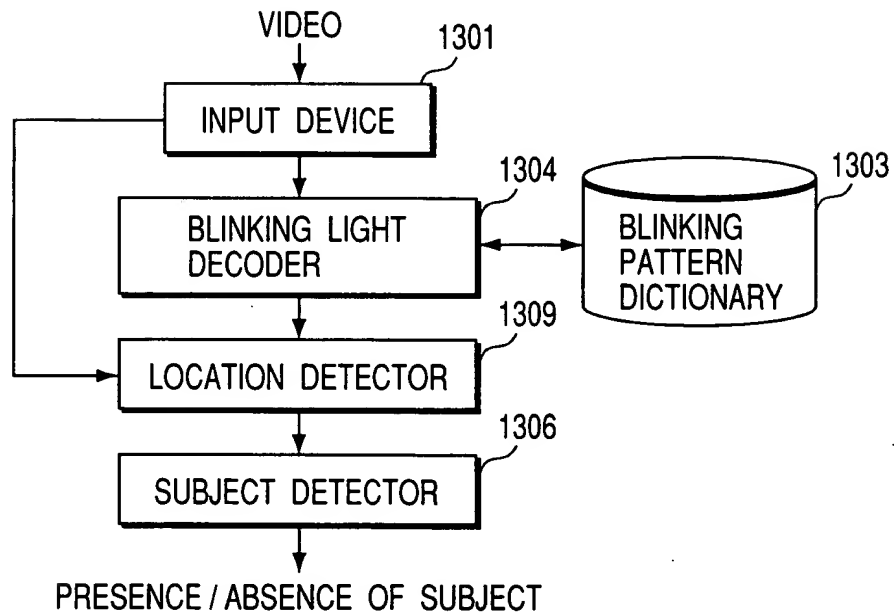 VIDEO
1301
INPUT DEVICE
1304
BLINKING LIGHT
DECODER
1303
BLINKING
PATTERN
DICTIONARY
1309
LOCATION DETECTOR
1306
SUBJECT DETECTOR
PRESENCE / ABSENCE OF SUBJECT